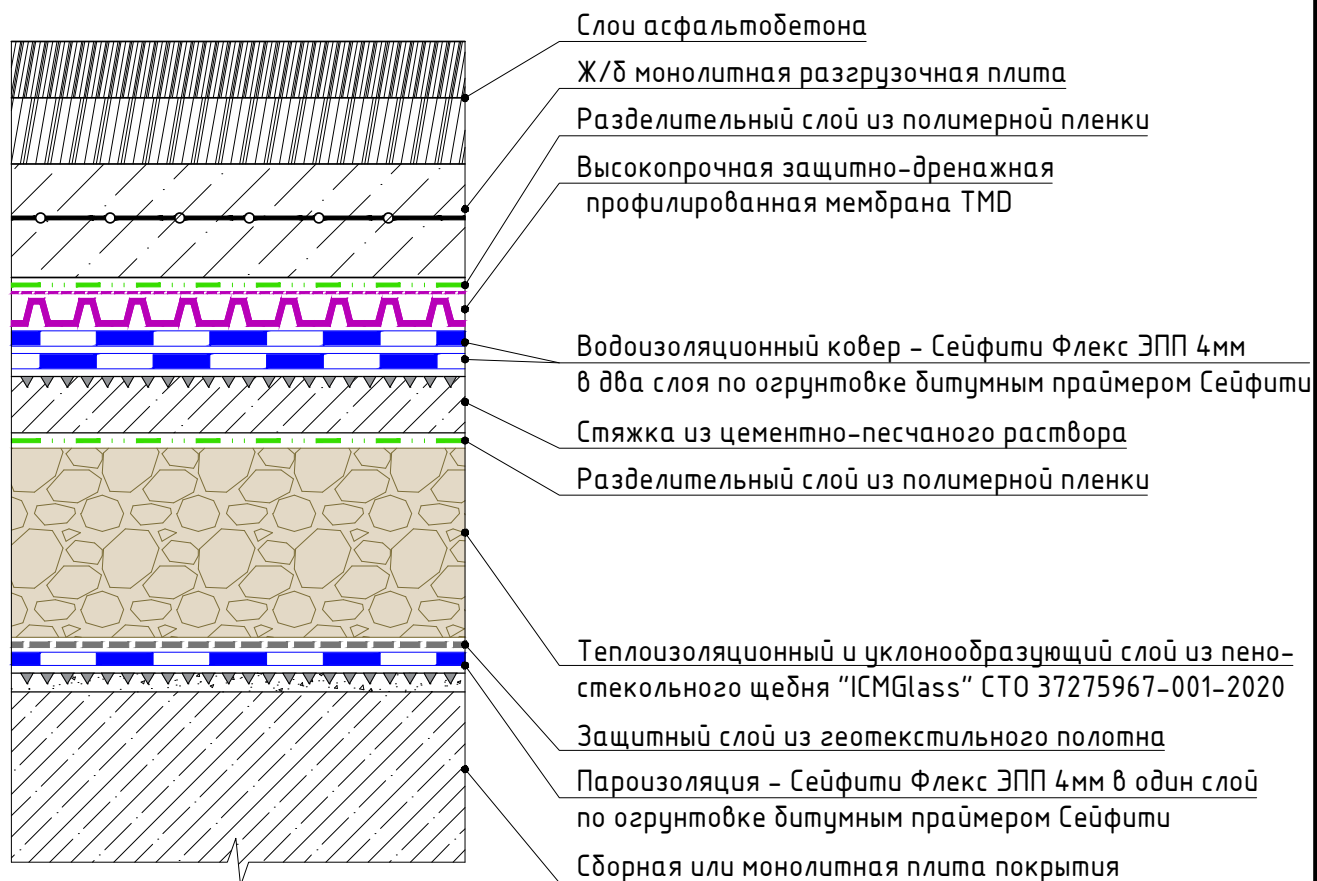 Слои асфальтобетона
Ж/б монолитная разгрузочная плита
Разделительный слой из полимерной пленки
Высокопрочная защитно-дренажная
профилированная мембрана TMD
Водоизоляционный ковер - Сейфити Флекс ЭПП 4мм
в два слоя по огрунтовке битумным праймером Сейфити
Стяжка из цементно-песчаного раствора
Разделительный слой из полимерной пленки
Теплоизоляционный и уклонообразующий слой из пено-
стекольного щебня "ICMGlass" СТО 37275967-001-2020
Защитный слой из геотекстильного полотна
Пароизоляция - Сейфити Флекс ЭПП 4мм в один слой
по огрунтовке битумным праймером Сейфити
Сборная или монолитная плита покрытия